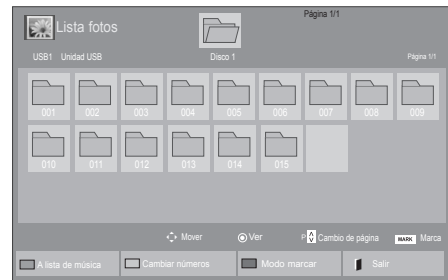 Lista fotos
Página 1/1
USB1 Unidad USB
Disco 1
Página 1/1
001 002 003 004 005 006 007 008 009
010 011 012 013 014 015
Mover Ver P Cambio de página MARK Marca
A lista de música Cambiar números Modo marcar Salir